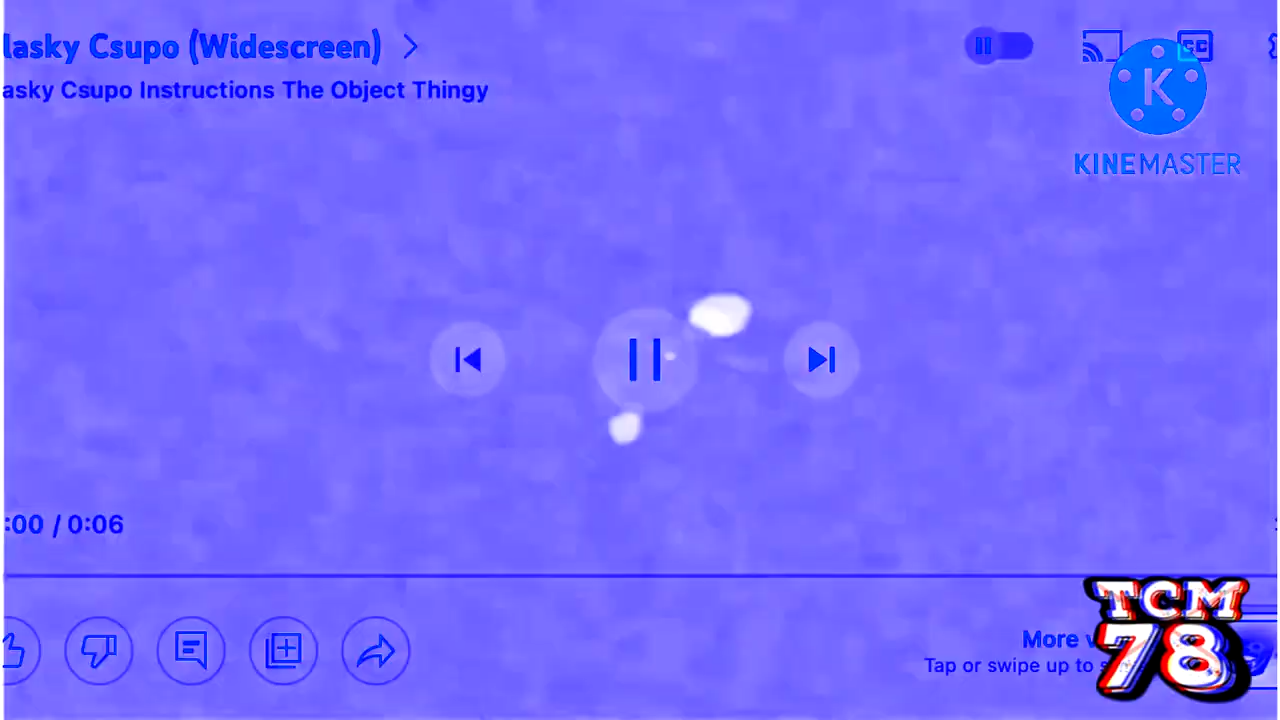 lasky Csupo (Widescreen)
asky Csupo Instructions The Object Thingy
CC
K
KINEMASTER
:00 / 0:06
More
Tap or swipe up to
TCM
78